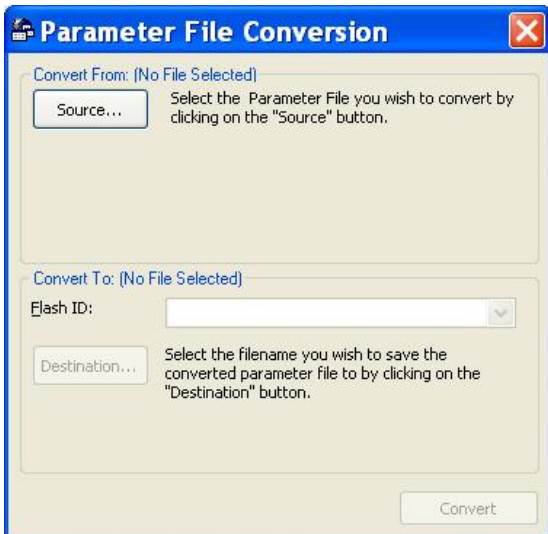 Parameter File Conversion
Convert From: (No File Selected)
Source...
Select the Parameter File you wish to convert by
clicking on the "Source" button.
Convert To: (No File Selected)
Flash ID:
Destination...
Select the filename you wish to save the
converted parameter file to by clicking on the
"Destination" button.
Convert